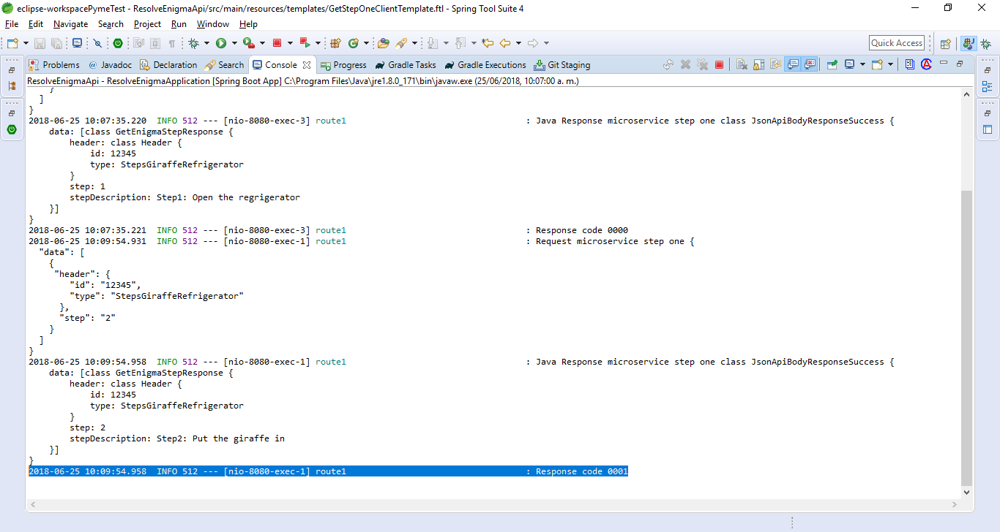 eclipse-workspacePymeTest - ResolveEnigmaApi/src/main/resources/templates/GetStepOneClientTemplate.ftl - Spring Tool Suite 4
File Edit Navigate Search Project Run Window Help
Quick Access
Problems @ Javadoc Declaration Search Console Progress Gradle Tasks Gradle Executions Git Staging
ResolveEnigmaApi - ResolveEnigmaApplication [Spring Boot App] C:\Program Files\Java\jre1.8.0_171\bin\javaw.exe (25/06/2018, 10:07:00 a. m.)
}
]
}
2018-06-25 10:07:35.220  INFO 512 --- [nio-8080-exec-3] route1                                   : Java Response microservice step one class JsonApiBodyResponseSuccess {
    data: [class GetEnigmaStepResponse {
        header: class Header {
            id: 12345
            type: StepsGiraffeRefrigerator
        }
        step: 1
        stepDescription: Step1: Open the regrigerator
    }]
}
2018-06-25 10:07:35.221  INFO 512 --- [nio-8080-exec-3] route1                                   : Response code 0000
2018-06-25 10:09:54.931  INFO 512 --- [nio-8080-exec-1] route1                                   : Request microservice step one {
  "data": [
    {
     "header": {
        "id": "12345",
        "type": "StepsGiraffeRefrigerator"
      },
      "step": "2"
    }
  ]
}
2018-06-25 10:09:54.958  INFO 512 --- [nio-8080-exec-1] route1                                   : Java Response microservice step one class JsonApiBodyResponseSuccess {
    data: [class GetEnigmaStepResponse {
        header: class Header {
            id: 12345
            type: StepsGiraffeRefrigerator
        }
        step: 2
        stepDescription: Step2: Put the giraffe in
    }]
}
2018-06-25 10:09:54.958  INFO 512 --- [nio-8080-exec-1] route1                                   : Response code 0001